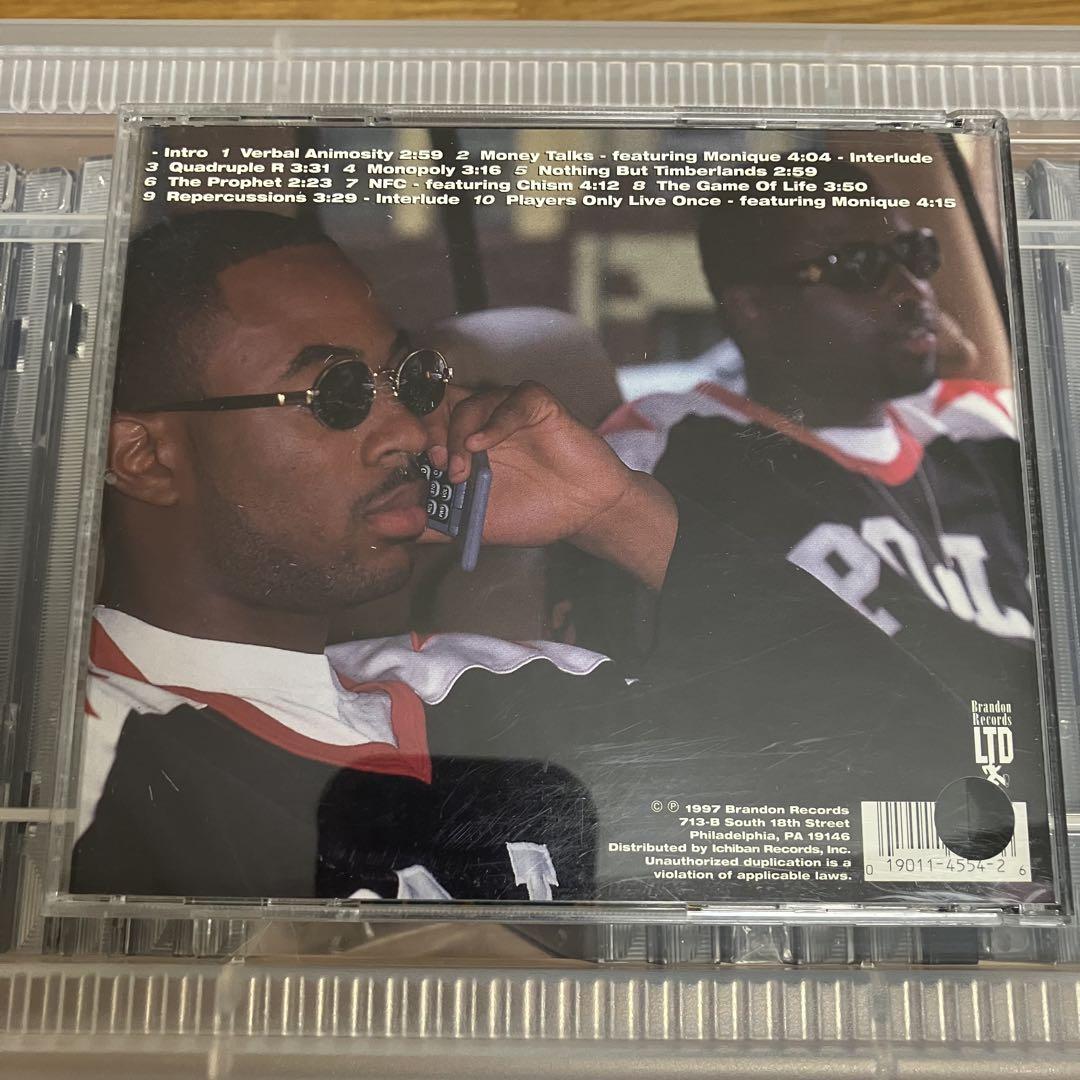 - Intro 1 Verbal Animosity 2:59 2 Money Talks - featuring Monique 4:04 - Interlude
3 Quadruple R 3:31 4 Monopoly 3:16 5 Nothing But Timberlands 2:59
6 The Prophet 2:23 7 NFC - featuring Chism 4:12 8 The Game Of Life 3:50
9 Repercussions 3:29 - Interlude 10 Players Only Live Once - featuring Monique 4:15
POL
Brandon
Records
LTD
© ℗ 1997 Brandon Records
713-B South 18th Street
Philadelphia, PA 19146
Distributed by Ichiban Records, Inc.
Unauthorized duplication is a
violation of applicable laws.
0 19011-4554-2 6